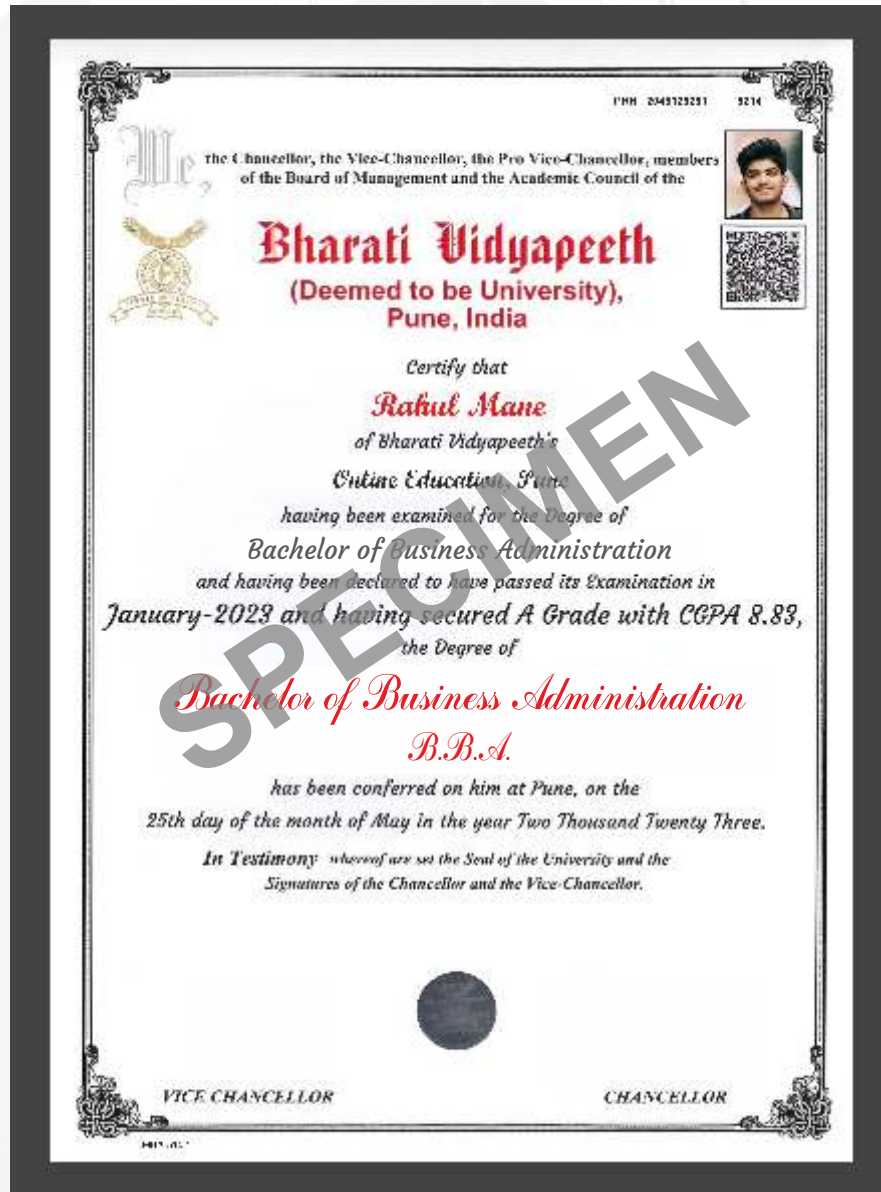 PRN 2043123231 3214
We, the Chancellor, the Vice-Chancellor, the Pro Vice-Chancellor, members
of the Board of Management and the Academic Council of the
Bharati Vidyapeeth
(Deemed to be University),
Pune, India
Certify that
Rahul Mane
of Bharati Vidyapeeth's
Online Education, Pune
having been examined for the Degree of
Bachelor of Business Administration
and having been declared to have passed its Examination in
January-2023 and having secured A Grade with CGPA 8.83,
the Degree of
Bachelor of Business Administration
B.B.A.
has been conferred on him at Pune, on the
25th day of the month of May in the year Two Thousand Twenty Three.
In Testimony whereof are set the Seal of the University and the
Signatures of the Chancellor and the Vice-Chancellor.
VICE CHANCELLOR CHANCELLOR
SPECIMEN